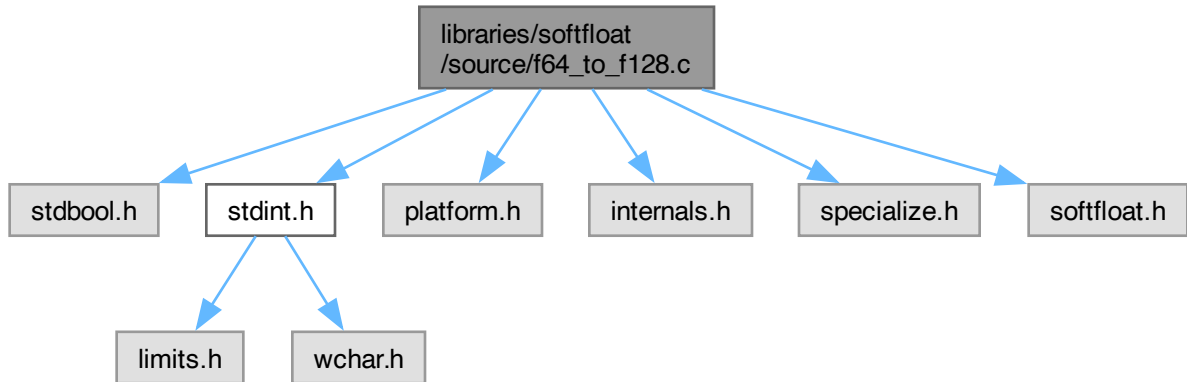 libraries/softfloat
/source/f64_to_f128.c
stdbool.h
stdint.h
platform.h
internals.h
specialize.h
softfloat.h
limits.h
wchar.h